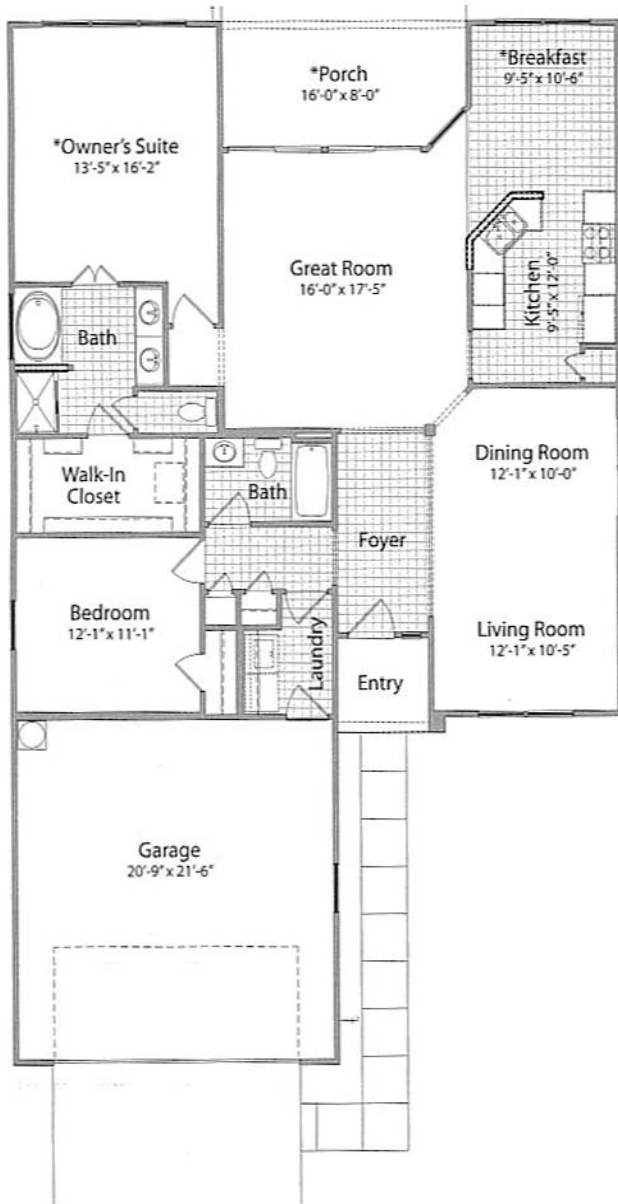 *Porch
16'-0" x 8'-0"
*Breakfast
9'-5" x 10'-6"
*Owner's Suite
13'-5" x 16'-2"
Great Room
16'-0" x 17'-5"
Kitchen
9'-5" x 12'-0"
Bath
Walk-In
Closet
Bath
Dining Room
12'-1" x 10'-0"
Foyer
Bedroom
12'-1" x 11'-1"
Laundry
Living Room
12'-1" x 10'-5"
Entry
Garage
20'-9" x 21'-6"